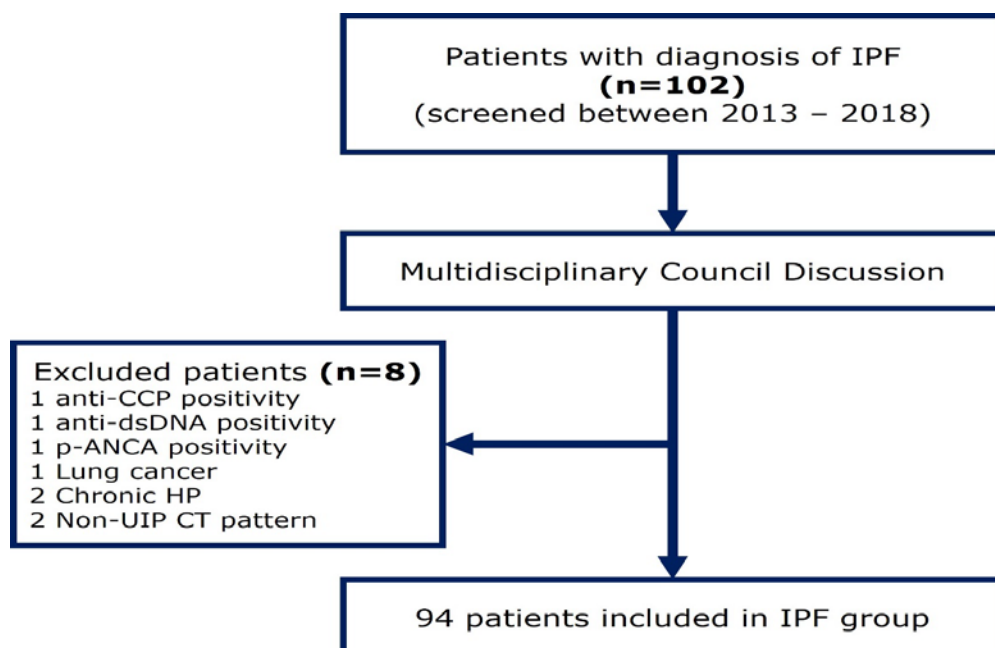 Patients with diagnosis of IPF
(n=102)
(screened between 2013 – 2018)
Multidisciplinary Council Discussion
Excluded patients (n=8)
1 anti-CCP positivity
1 anti-dsDNA positivity
1 p-ANCA positivity
1 Lung cancer
2 Chronic HP
2 Non-UIP CT pattern
94 patients included in IPF group